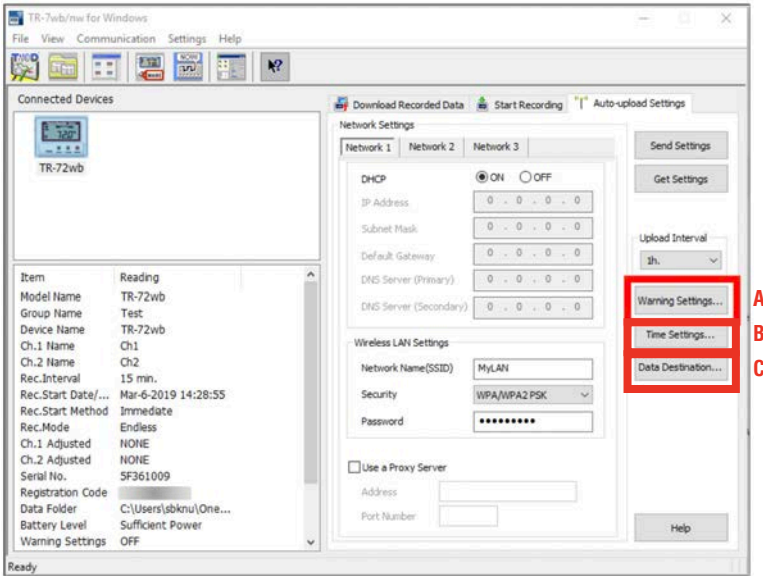 TR-7wb/nw for Windows
File View Communication Settings Help
Connected Devices
TR-72wb
Item Reading
Model Name TR-72wb
Group Name Test
Device Name TR-72wb
Ch.1 Name Ch1
Ch.2 Name Ch2
Rec.Interval 15 min.
Rec.Start Date/... Mar-6-2019 14:28:55
Rec.Start Method Immediate
Rec.Mode Endless
Ch.1 Adjusted NONE
Ch.2 Adjusted NONE
Serial No. 5F361009
Registration Code
Data Folder C:\Users\sbknu\One...
Battery Level Sufficient Power
Warning Settings OFF
Ready
Download Recorded Data Start Recording Auto-upload Settings
Network Settings
Network 1 Network 2 Network 3
DHCP ON OFF
IP Address 0 . 0 . 0 . 0
Subnet Mask 0 . 0 . 0 . 0
Default Gateway 0 . 0 . 0 . 0
DNS Server (Primary) 0 . 0 . 0 . 0
DNS Server (Secondary) 0 . 0 . 0 . 0
Wireless LAN Settings
Network Name(SSID) MyLAN
Security WPA/WPA2 PSK
Password •••••••••
Use a Proxy Server
Address
Port Number
Send Settings
Get Settings
Upload Interval
1h.
Warning Settings... A
Time Settings... B
Data Destination... C
Help